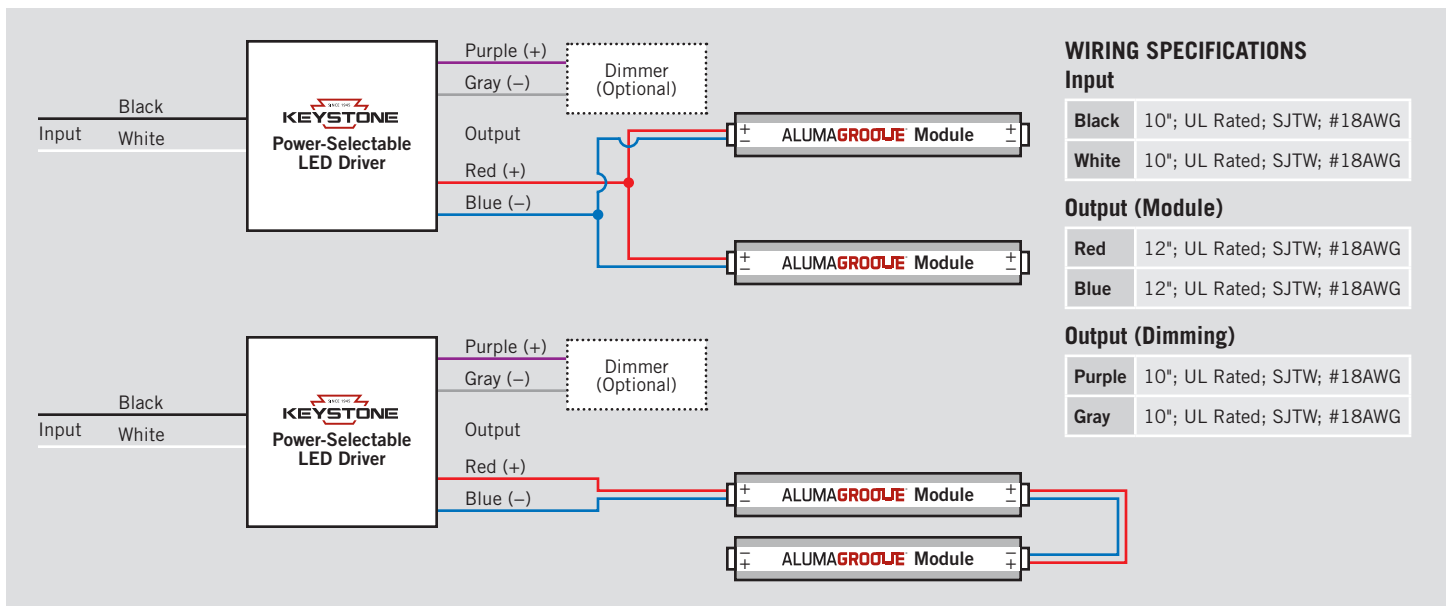 Purple (+)
Gray (−)
Dimmer
(Optional)
Black
Input
White
SINCE 1945
KEYSTONE
Power-Selectable
LED Driver
Output
Red (+)
Blue (−)
+ ALUMAGROOVE Module +
− −
+ ALUMAGROOVE Module +
− −
Purple (+)
Gray (−)
Dimmer
(Optional)
Black
Input
White
SINCE 1945
KEYSTONE
Power-Selectable
LED Driver
Output
Red (+)
Blue (−)
+ ALUMAGROOVE Module +
− −
− ALUMAGROOVE Module −
+ +
WIRING SPECIFICATIONS
Input
Black 10"; UL Rated; SJTW; #18AWG
White 10"; UL Rated; SJTW; #18AWG
Output (Module)
Red 12"; UL Rated; SJTW; #18AWG
Blue 12"; UL Rated; SJTW; #18AWG
Output (Dimming)
Purple 10"; UL Rated; SJTW; #18AWG
Gray 10"; UL Rated; SJTW; #18AWG